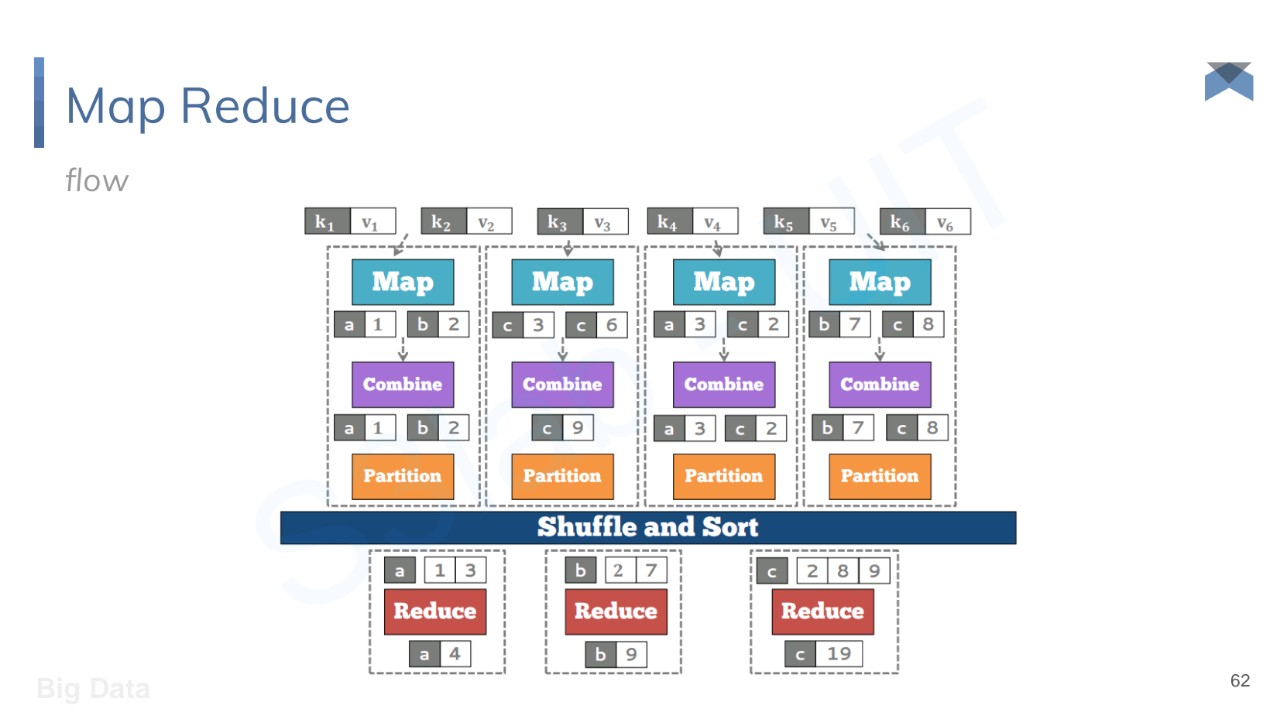 Map Reduce
flow
k₁ v₁ k₂ v₂ k₃ v₃ k₄ v₄ k₅ v₅ k₆ v₆
Map Map Map Map
a 1 b 2 c 3 c 6 a 3 c 2 b 7 c 8
Combine Combine Combine Combine
a 1 b 2 c 9 a 3 c 2 b 7 c 8
Partition Partition Partition Partition
Shuffle and Sort
a 1 3 b 2 7 c 2 8 9
Reduce Reduce Reduce
a 4 b 9 c 19
Big Data
62